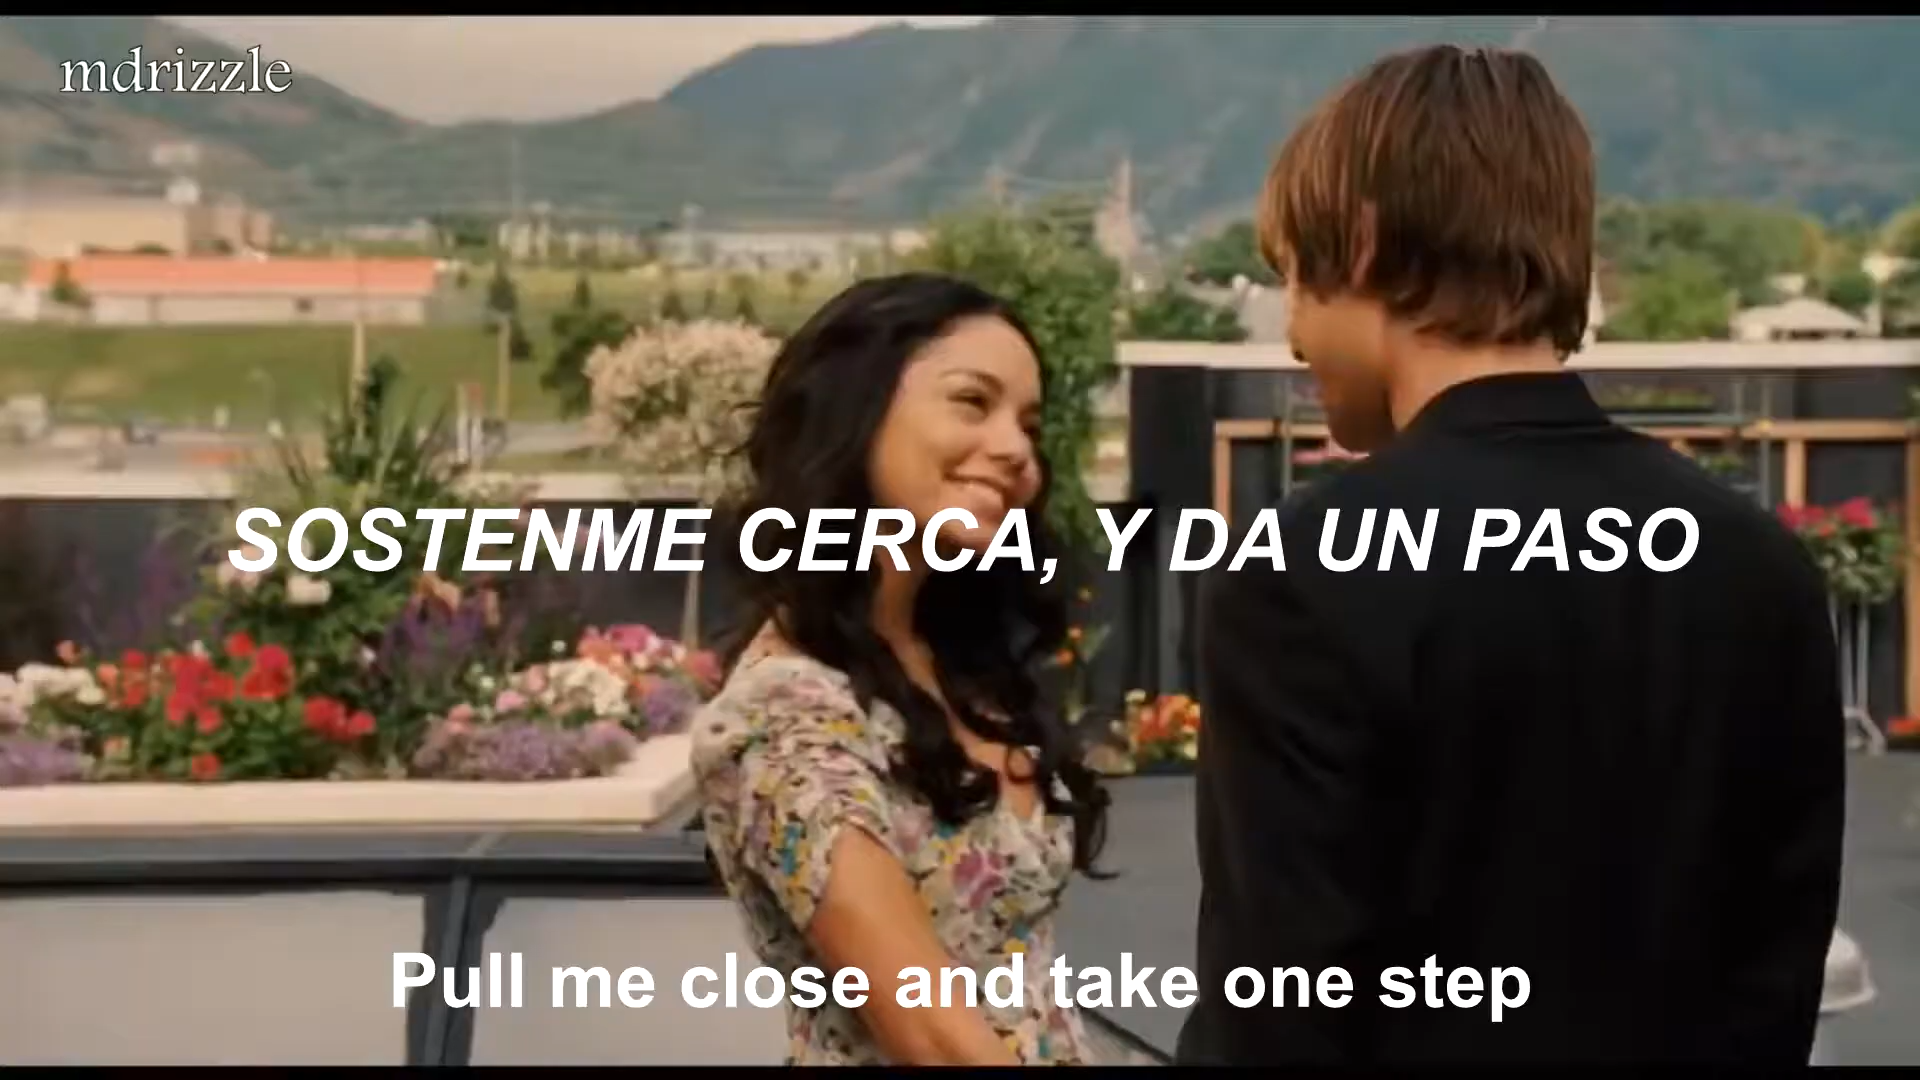 mdrizzle
SOSTENME CERCA, Y DA UN PASO
Pull me close and take one step